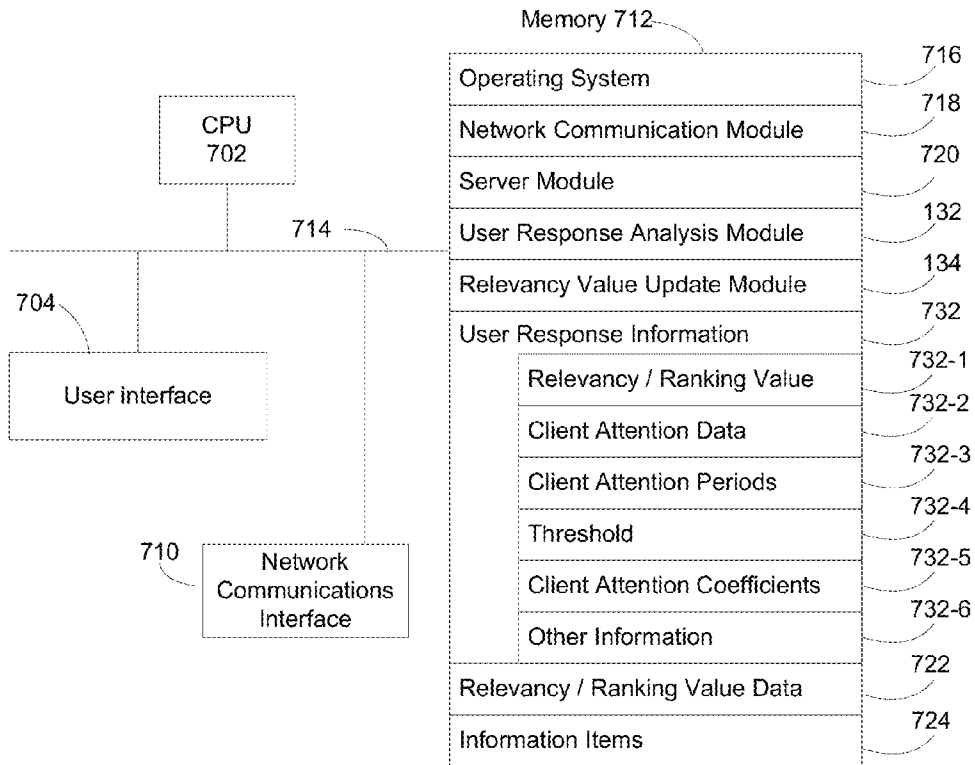 Memory 712
716
Operating System
718
CPU
702
Network Communication Module
720
Server Module
132
714
User Response Analysis Module
134
Relevancy Value Update Module
704
732
User Response Information
732-1
User interface
Relevancy / Ranking Value
732-2
Client Attention Data
732-3
Client Attention Periods
732-4
710
Threshold
Network
Communications
Interface
732-5
Client Attention Coefficients
732-6
Other Information
722
Relevancy / Ranking Value Data
724
Information Items